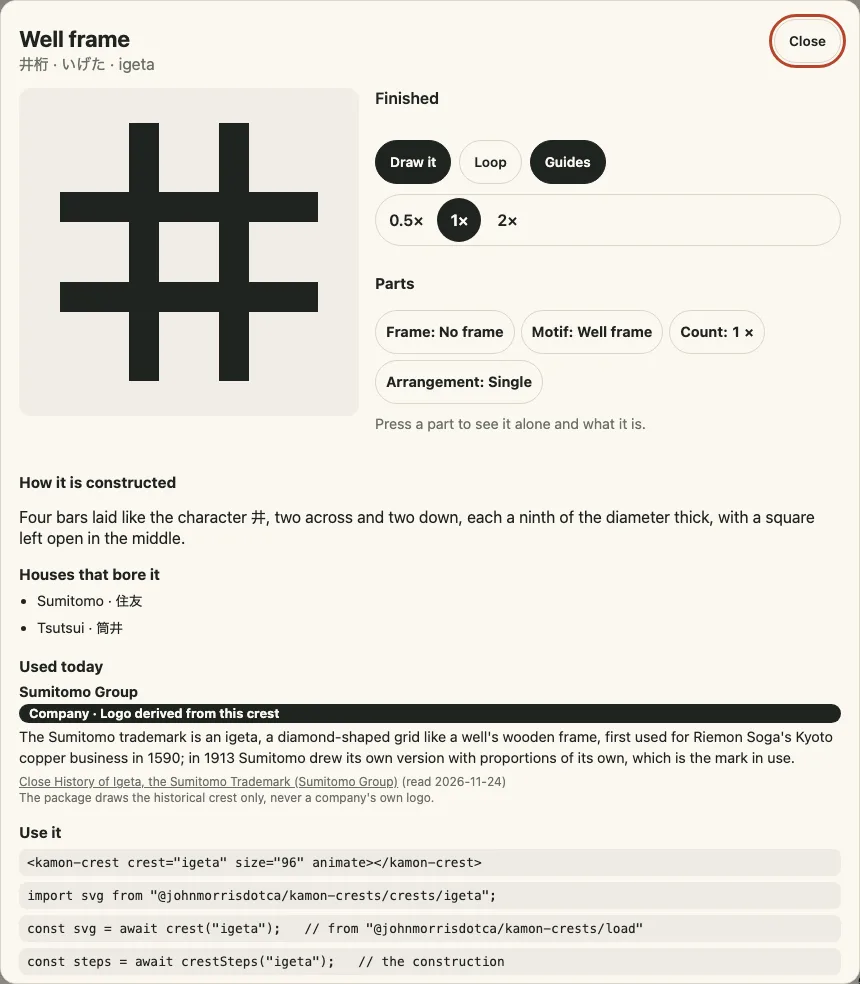 Well frame
井桁 · いげた · igeta
Close
Finished
Draw it
Loop
Guides
0.5×
1×
2×
Parts
Frame: No frame
Motif: Well frame
Count: 1 ×
Arrangement: Single
Press a part to see it alone and what it is.
How it is constructed
Four bars laid like the character 井, two across and two down, each a ninth of the diameter thick, with a square
left open in the middle.
Houses that bore it
• Sumitomo · 住友
• Tsutsui · 筒井
Used today
Sumitomo Group
Company · Logo derived from this crest
The Sumitomo trademark is an igeta, a diamond-shaped grid like a well's wooden frame, first used for Riemon Soga's Kyoto
copper business in 1590; in 1913 Sumitomo drew its own version with proportions of its own, which is the mark in use.
Close History of Igeta, the Sumitomo Trademark (Sumitomo Group) (read 2026-11-24)
The package draws the historical crest only, never a company's own logo.
Use it
<kamon-crest crest="igeta" size="96" animate></kamon-crest>
import svg from "@johnmorrisdotca/kamon-crests/crests/igeta";
const svg = await crest("igeta");   // from "@johnmorrisdotca/kamon-crests/load"
const steps = await crestSteps("igeta");   // the construction